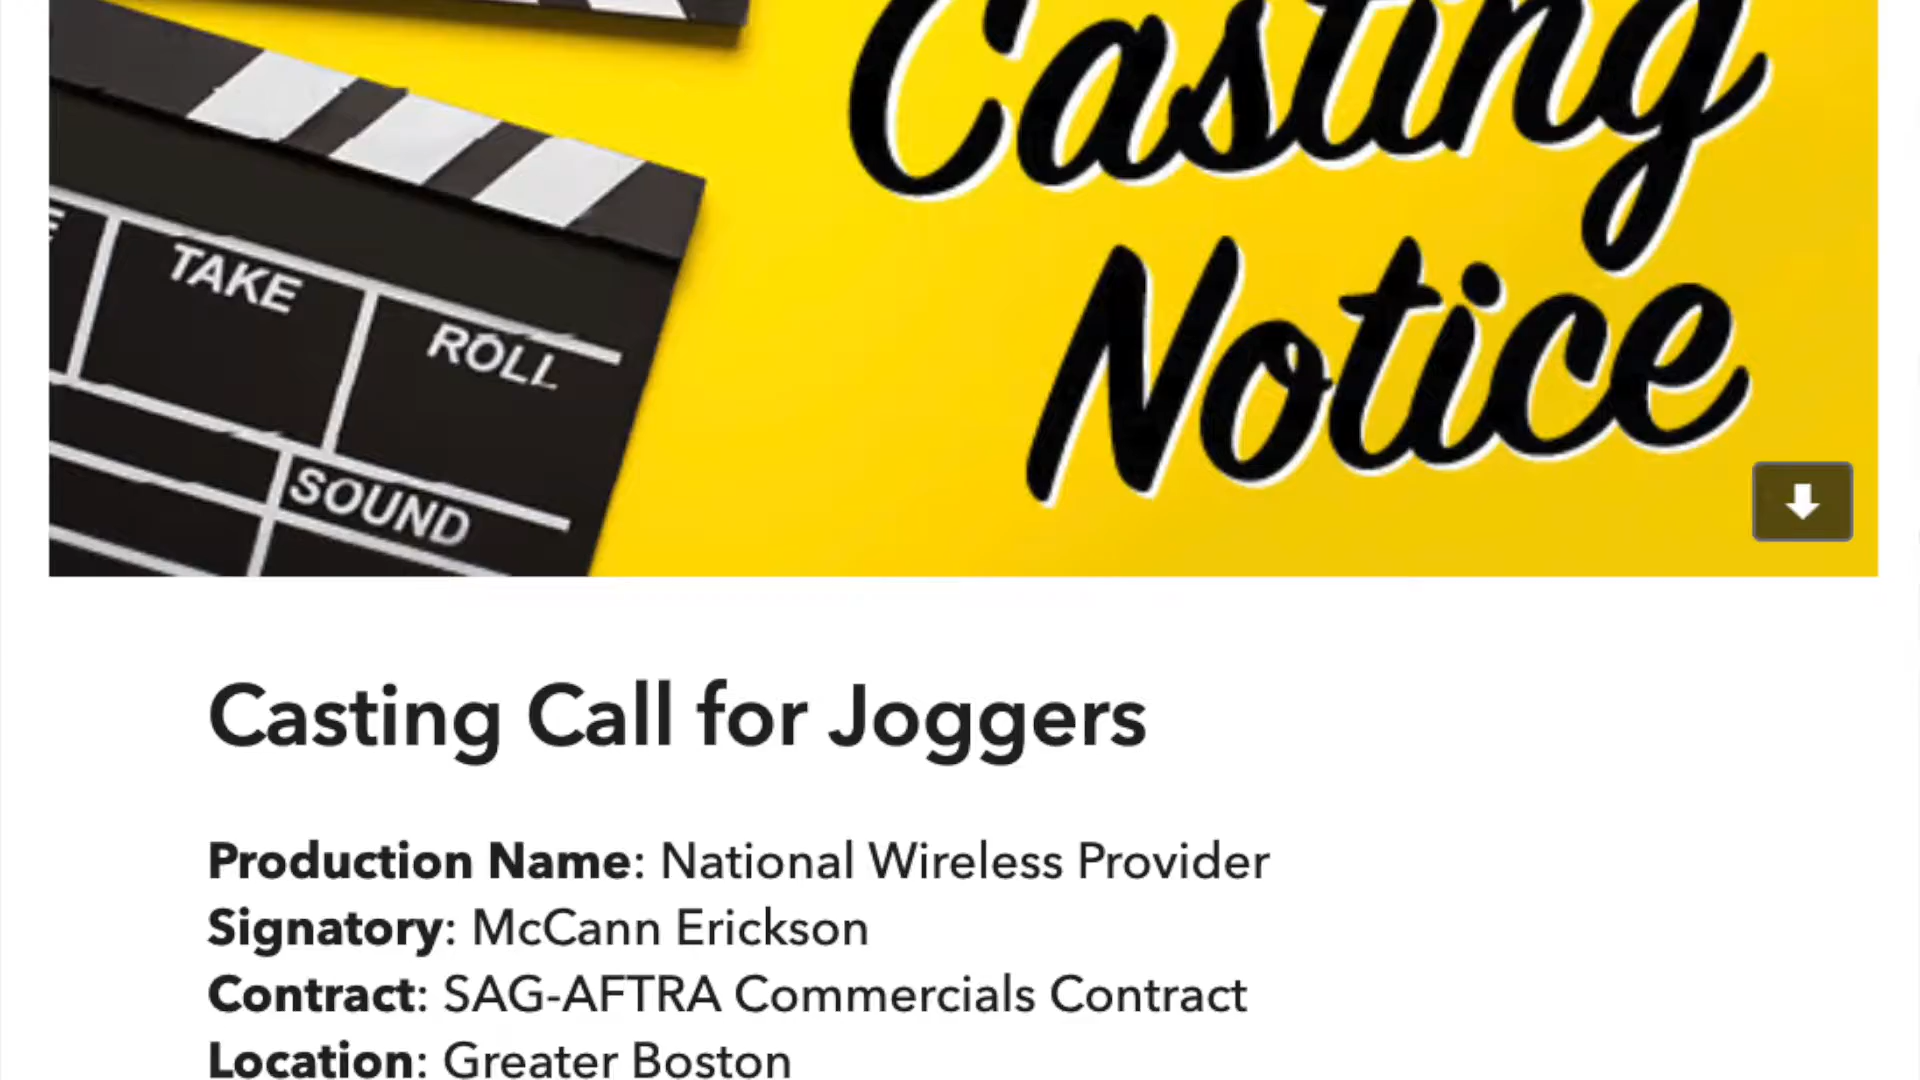 Casting
Notice
TAKE
ROLL
SOUND
Casting Call for Joggers
Production Name: National Wireless Provider
Signatory: McCann Erickson
Contract: SAG-AFTRA Commercials Contract
Location: Greater Boston